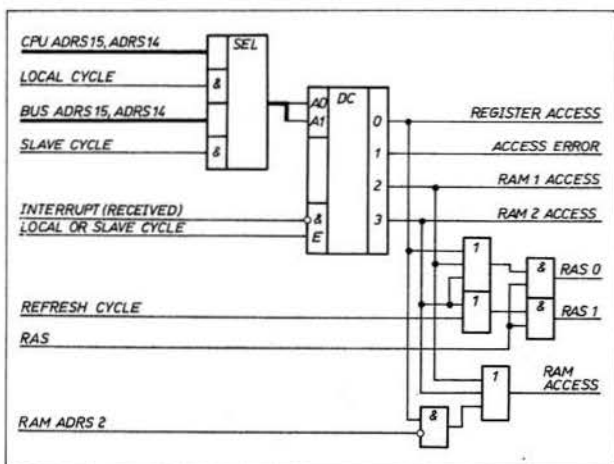 CPU ADRS15, ADRS14
SEL
LOCAL CYCLE
&
BUS ADRS15, ADRS14
SLAVE CYCLE
&
A0
A1
DC
0
REGISTER ACCESS
1
ACCESS ERROR
2
RAM 1 ACCESS
3
RAM 2 ACCESS
INTERRUPT (RECEIVED)
&
LOCAL OR SLAVE CYCLE
E
1
1
&
RAS 0
&
RAS 1
REFRESH CYCLE
RAS
1
RAM
ACCESS
RAM ADRS 2
&